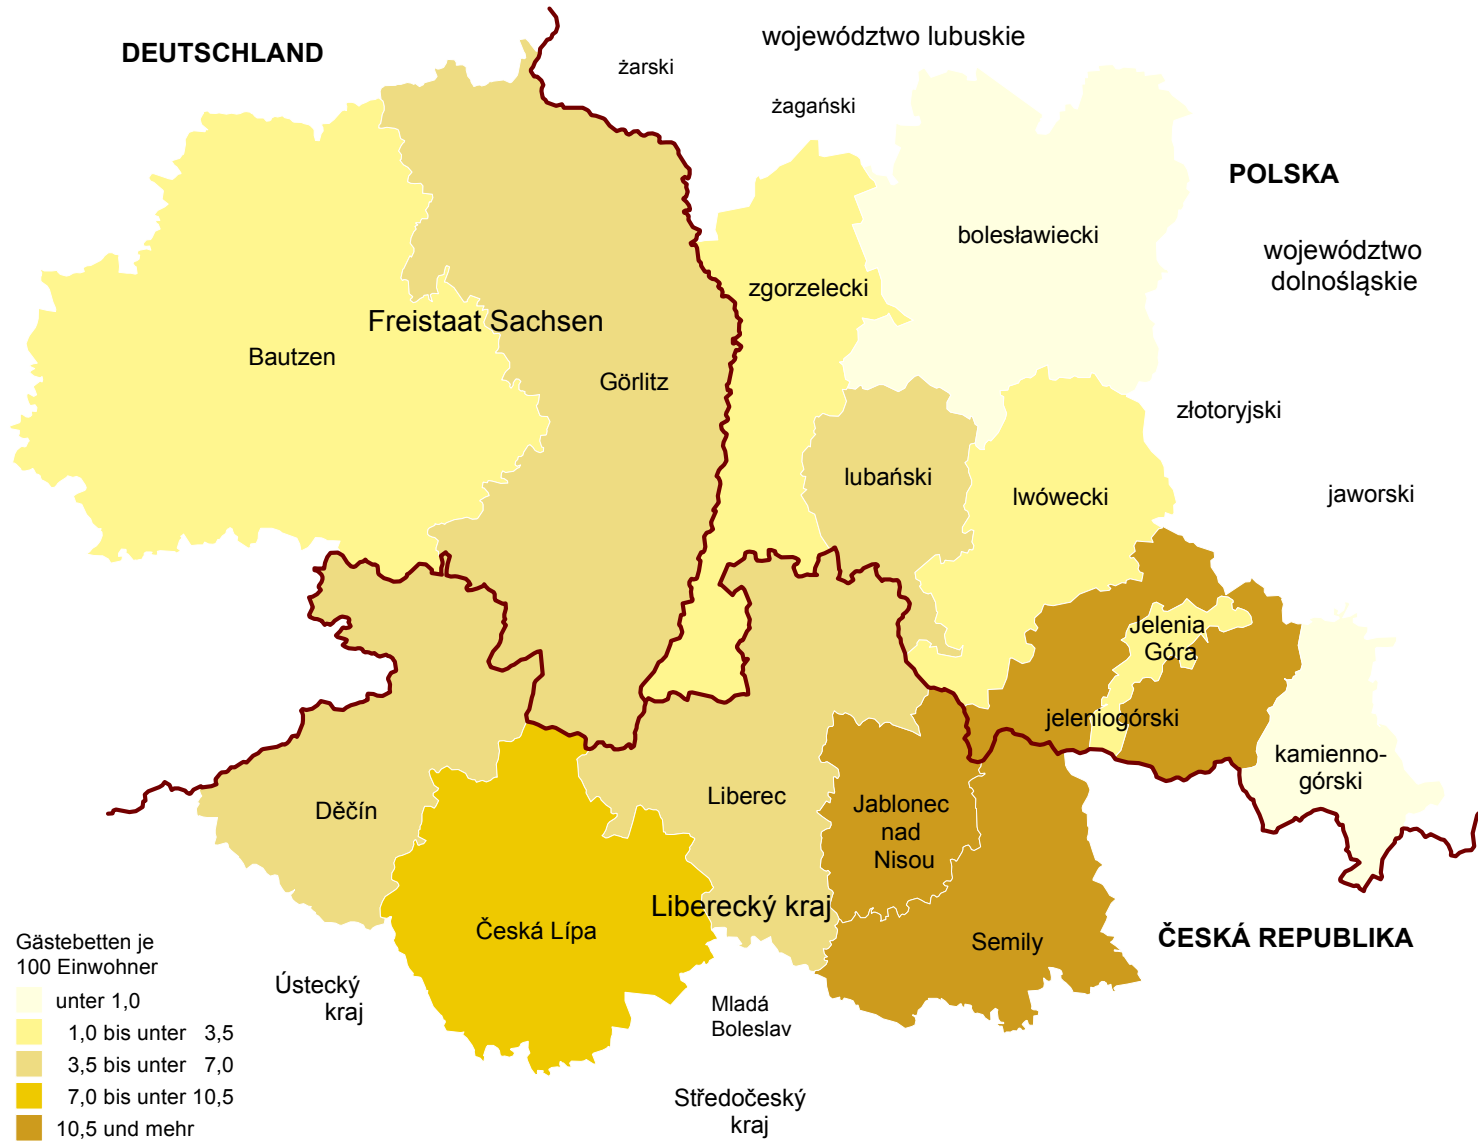 DEUTSCHLAND
województwo lubuskie
żarski
żagański
POLSKA
bolesławiecki
województwo
dolnośląskie
zgorzelecki
Freistaat Sachsen
Bautzen
Görlitz
złotoryjski
lubański
lwówecki
jaworski
Jelenia
Góra
jeleniogórski
kamienno-
górski
Děčín
Liberec
Jablonec
nad
Nisou
Liberecký kraj
Česká Lípa
Semily
ČESKÁ REPUBLIKA
Ústecký
kraj
Mladá
Boleslav
Středočeský
kraj
Gästebetten je
100 Einwohner
unter 1,0
1,0 bis unter 3,5
3,5 bis unter 7,0
7,0 bis unter 10,5
10,5 und mehr